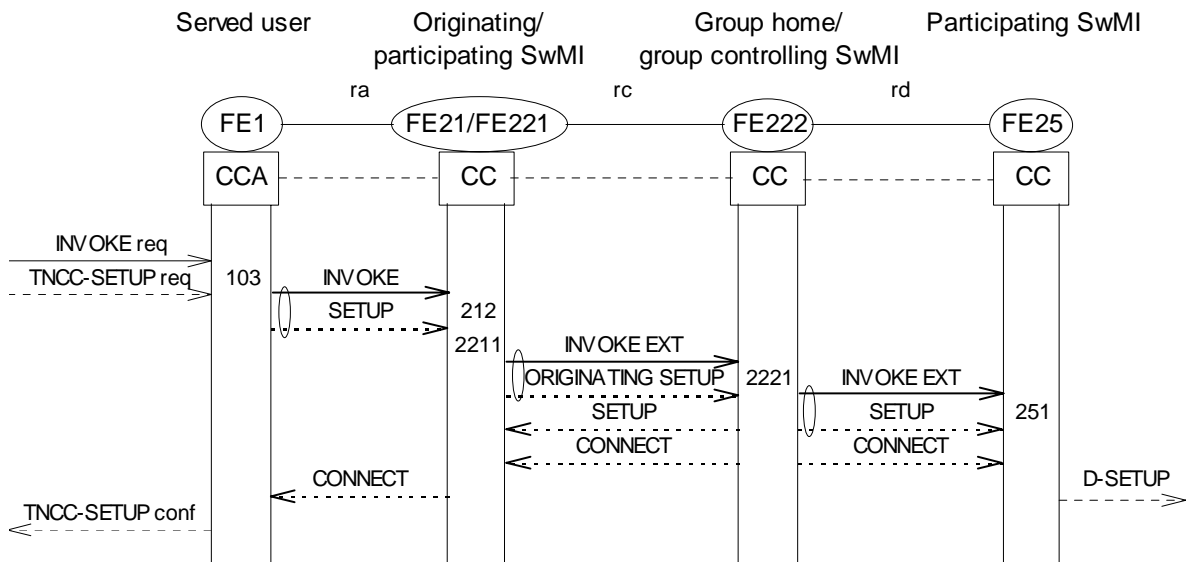 Served user
Originating/
participating SwMI
Group home/
group controlling SwMI
Participating SwMI
ra
rc
rd
FE1
FE21/FE221
FE222
FE25
CCA
CC
CC
CC
INVOKE req
TNCC-SETUP req
103
INVOKE
SETUP
212
2211
INVOKE EXT
ORIGINATING SETUP
2221
INVOKE EXT
SETUP
SETUP
251
CONNECT
CONNECT
CONNECT
D-SETUP
TNCC-SETUP conf